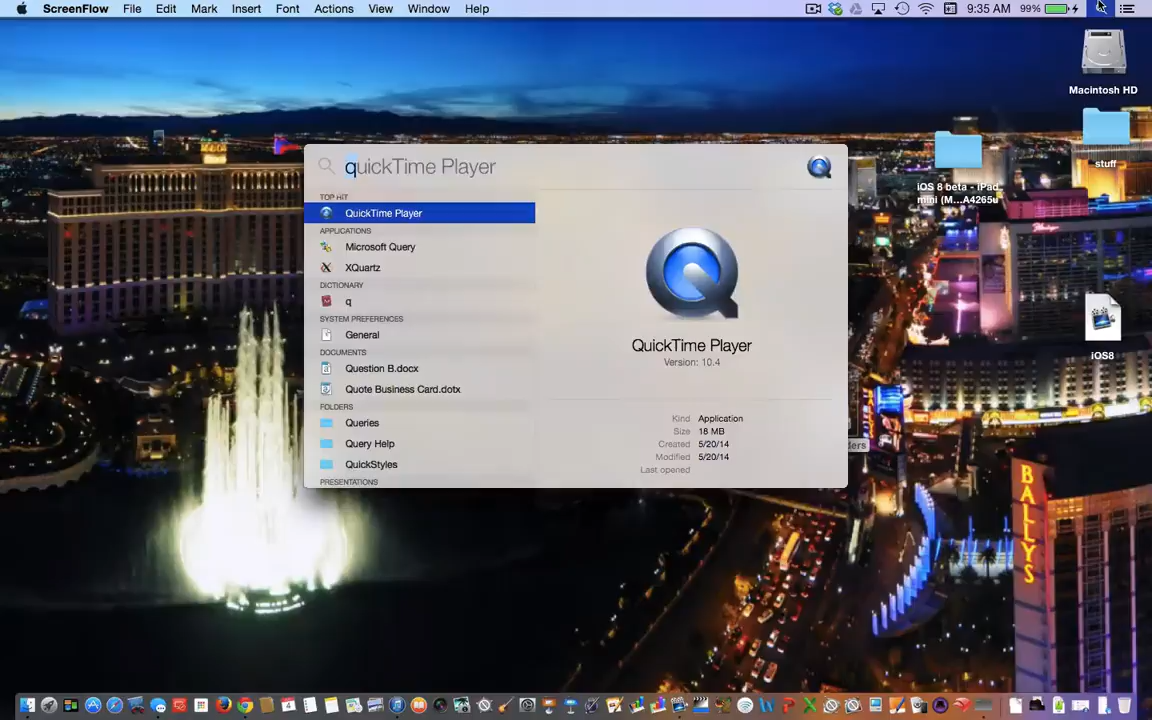 ScreenFlow File Edit Mark Insert Font Actions View Window Help 9:35 AM 99%
Macintosh HD
stuff
iOS 8 beta - iPad
mini (M...A4265u
iOS8
quickTime Player
TOP HIT
QuickTime Player
APPLICATIONS
Microsoft Query
XQuartz
DICTIONARY
q
SYSTEM PREFERENCES
General
DOCUMENTS
Question B.docx
Quote Business Card.dotx
FOLDERS
Queries
Query Help
QuickStyles
PRESENTATIONS
QuickTime Player
Version: 10.4
Kind Application
Size 18 MB
Created 5/20/14
Modified 5/20/14
Last opened
ders
BALLYS